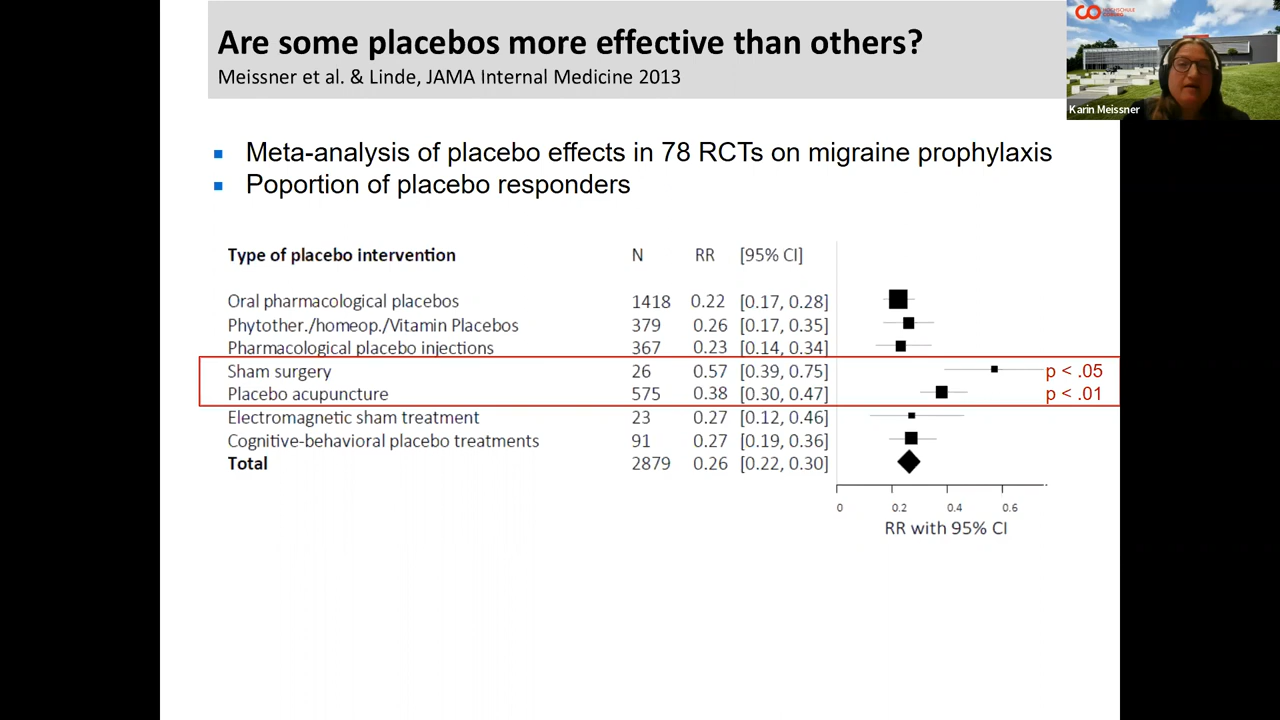 Are some placebos more effective than others?
Meissner et al. & Linde, JAMA Internal Medicine 2013
Karin Meissner
Meta-analysis of placebo effects in 78 RCTs on migraine prophylaxis
Poportion of placebo responders
Type of placebo intervention N RR [95% CI]
Oral pharmacological placebos 1418 0.22 [0.17, 0.28]
Phytother./homeop./Vitamin Placebos 379 0.26 [0.17, 0.35]
Pharmacological placebo injections 367 0.23 [0.14, 0.34]
Sham surgery 26 0.57 [0.39, 0.75] p < .05
Placebo acupuncture 575 0.38 [0.30, 0.47] p < .01
Electromagnetic sham treatment 23 0.27 [0.12, 0.46]
Cognitive-behavioral placebo treatments 91 0.27 [0.19, 0.36]
Total 2879 0.26 [0.22, 0.30]
0 0.2 0.4 0.6
RR with 95% CI